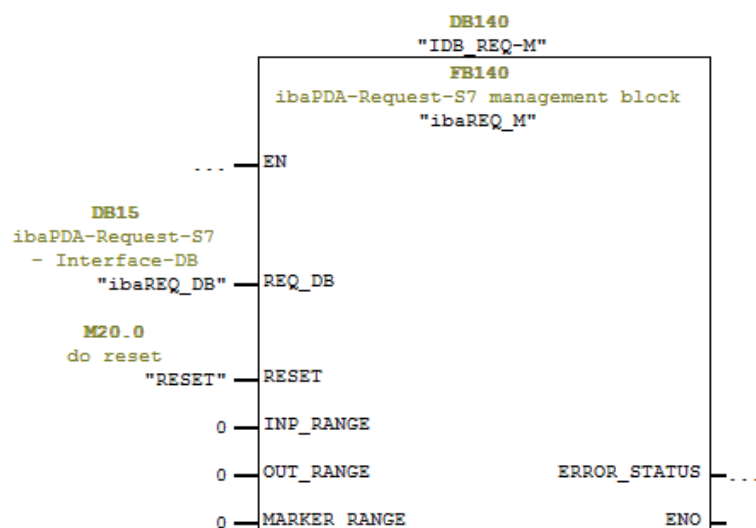 DB140
"IDB_REQ-M"
FB140
ibaPDA-Request-S7 management block
"ibaREQ_M"
... EN
DB15
ibaPDA-Request-S7
- Interface-DB
"ibaREQ_DB" REQ_DB
M20.0
do reset
"RESET" RESET
0 INP_RANGE
0 OUT_RANGE ERROR_STATUS ...
0 MARKER_RANGE ENO